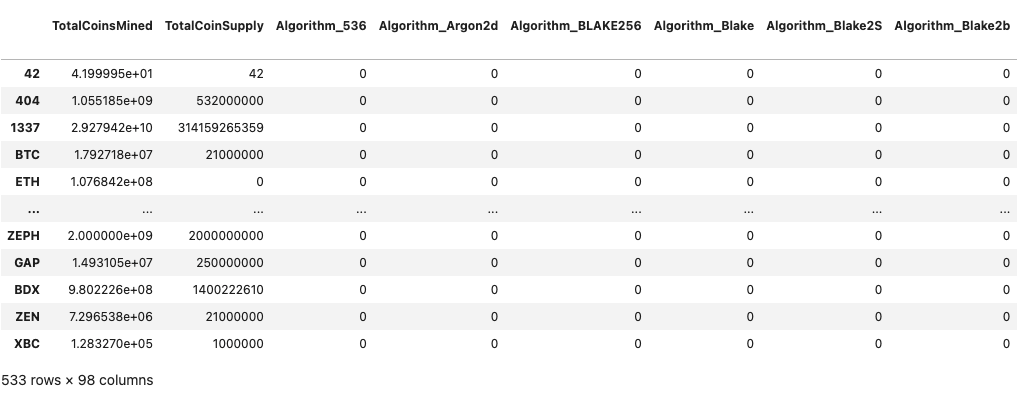 TotalCoinsMined TotalCoinSupply Algorithm_536 Algorithm_Argon2d Algorithm_BLAKE256 Algorithm_Blake Algorithm_Blake2S Algorithm_Blake2b
42 4.199995e+01 42 0 0 0 0 0 0
404 1.055185e+09 532000000 0 0 0 0 0 0
1337 2.927942e+10 314159265359 0 0 0 0 0 0
BTC 1.792718e+07 21000000 0 0 0 0 0 0
ETH 1.076842e+08 0 0 0 0 0 0 0
... ... ... ... ... ... ... ... ...
ZEPH 2.000000e+09 2000000000 0 0 0 0 0 0
GAP 1.493105e+07 250000000 0 0 0 0 0 0
BDX 9.802226e+08 1400222610 0 0 0 0 0 0
ZEN 7.296538e+06 21000000 0 0 0 0 0 0
XBC 1.283270e+05 1000000 0 0 0 0 0 0
533 rows × 98 columns